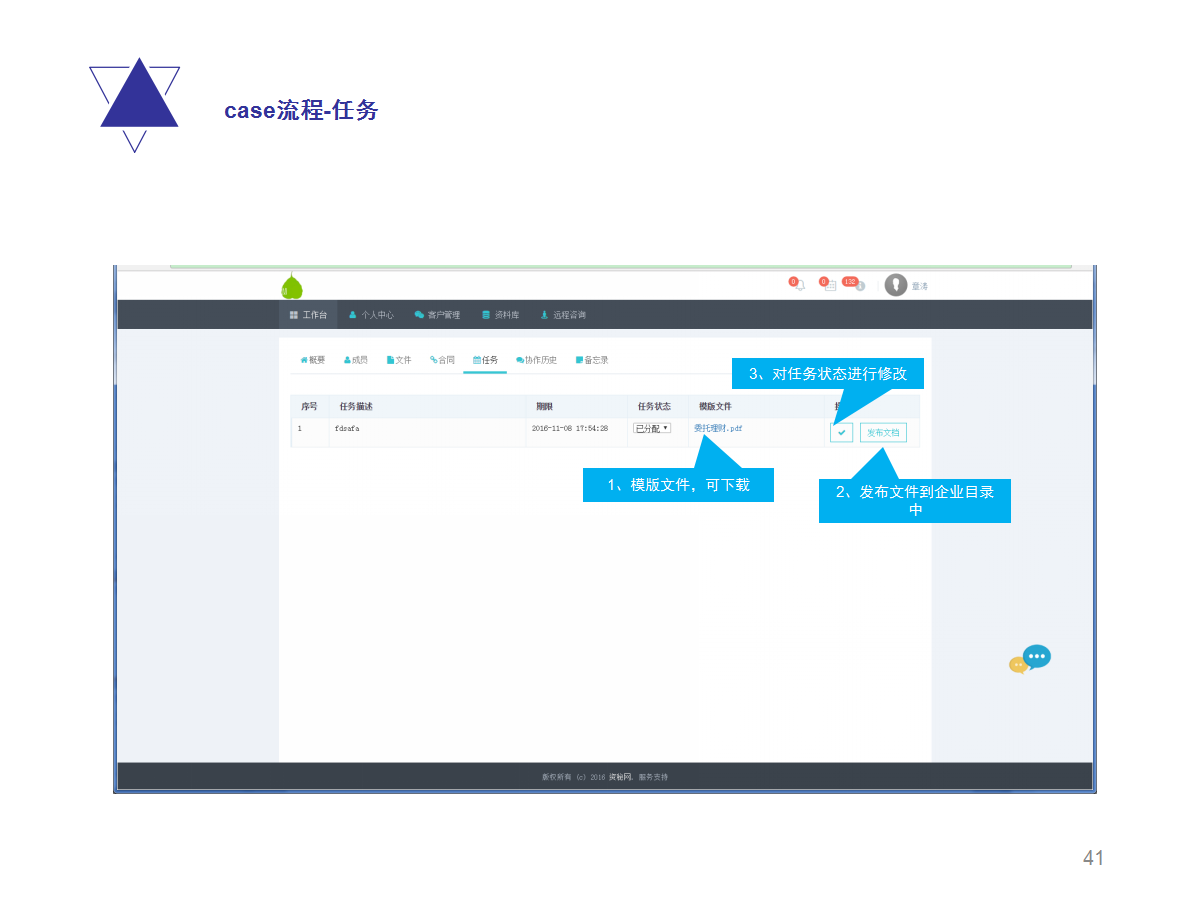 case流程-任务
0 0 132 童涛
工作台 个人中心 客户管理 资料库 远程咨询
概要 成员 文件 合同 任务 协作历史 备忘录
3、对任务状态进行修改
序号 任务描述 期限 任务状态 模版文件
1 fdsafa 2016-11-08 17:54:28 已分配 委托理财.pdf 发布文档
1、模版文件，可下载
2、发布文件到企业目录
中
版权所有 (c) 2016 资秘网. 服务支持
41